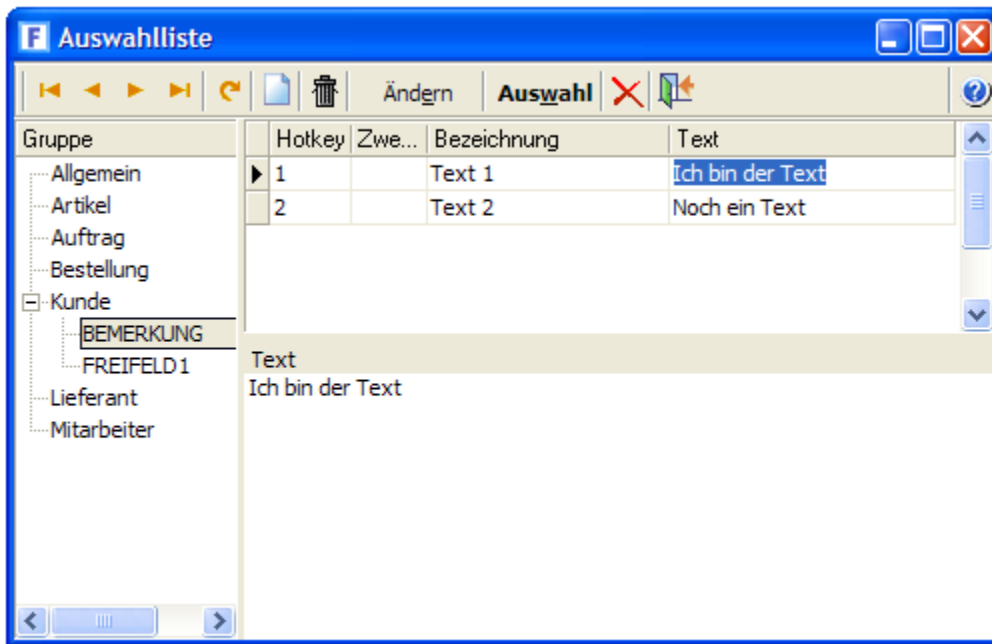 F Auswahlliste
Ändern Auswahl
Gruppe
Allgemein
Artikel
Auftrag
Bestellung
Kunde
BEMERKUNG
FREIFELD1
Lieferant
Mitarbeiter
Hotkey Zwe... Bezeichnung Text
1 Text 1 Ich bin der Text
2 Text 2 Noch ein Text
Text
Ich bin der Text